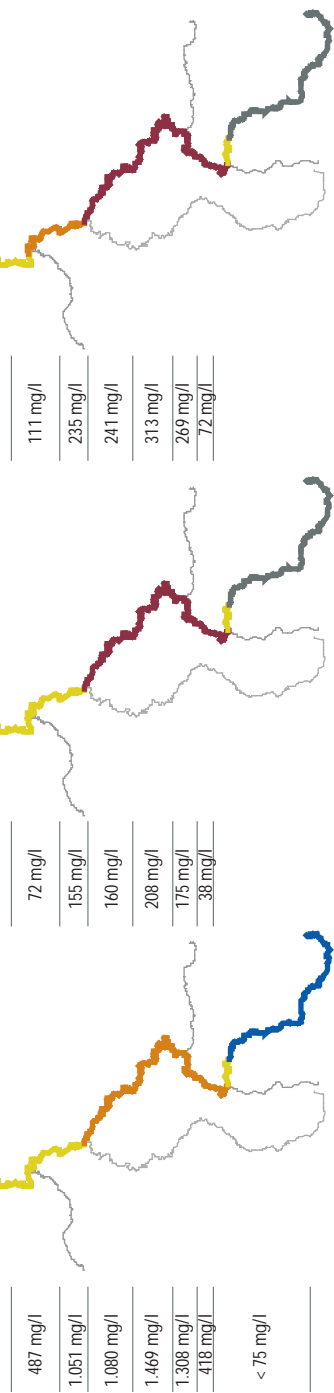 111 mg/l
235 mg/l
241 mg/l
313 mg/l
269 mg/l
72 mg/l
72 mg/l
155 mg/l
160 mg/l
208 mg/l
175 mg/l
38 mg/l
487 mg/l
1.051 mg/l
1.080 mg/l
1.469 mg/l
1.308 mg/l
418 mg/l
< 75 mg/l